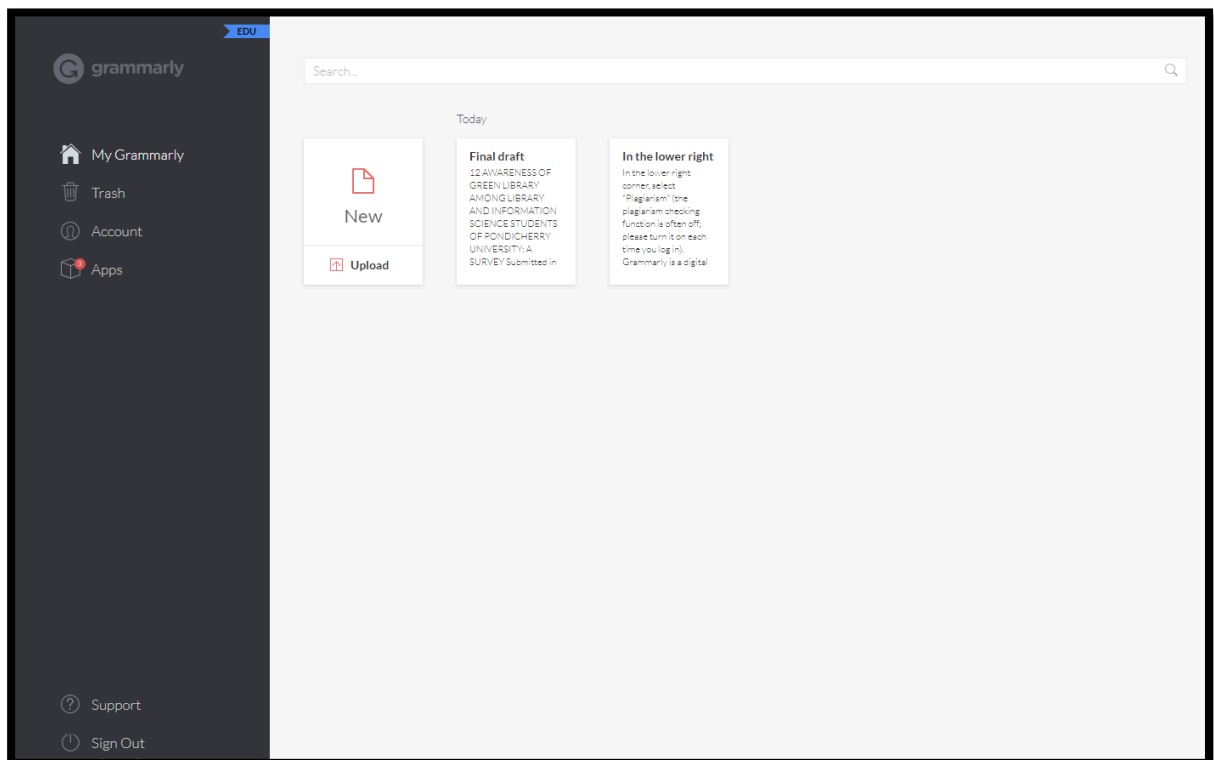 EDU
grammarly
My Grammarly
Trash
Account
3
Apps
Support
Sign Out
Search...
Today
New
Upload
Final draft
12 AWARENESS OF
GREEN LIBRARY
AMONG LIBRARY
AND INFORMATION
SCIENCE STUDENTS
OF PONDICHERRY
UNIVERSITY: A
SURVEY Submitted in
In the lower right
In the lower right
corner, select
"Plagiarism" (the
plagiarism checking
function is often off;
please turn it on each
time you log in).
Grammarly is a digital